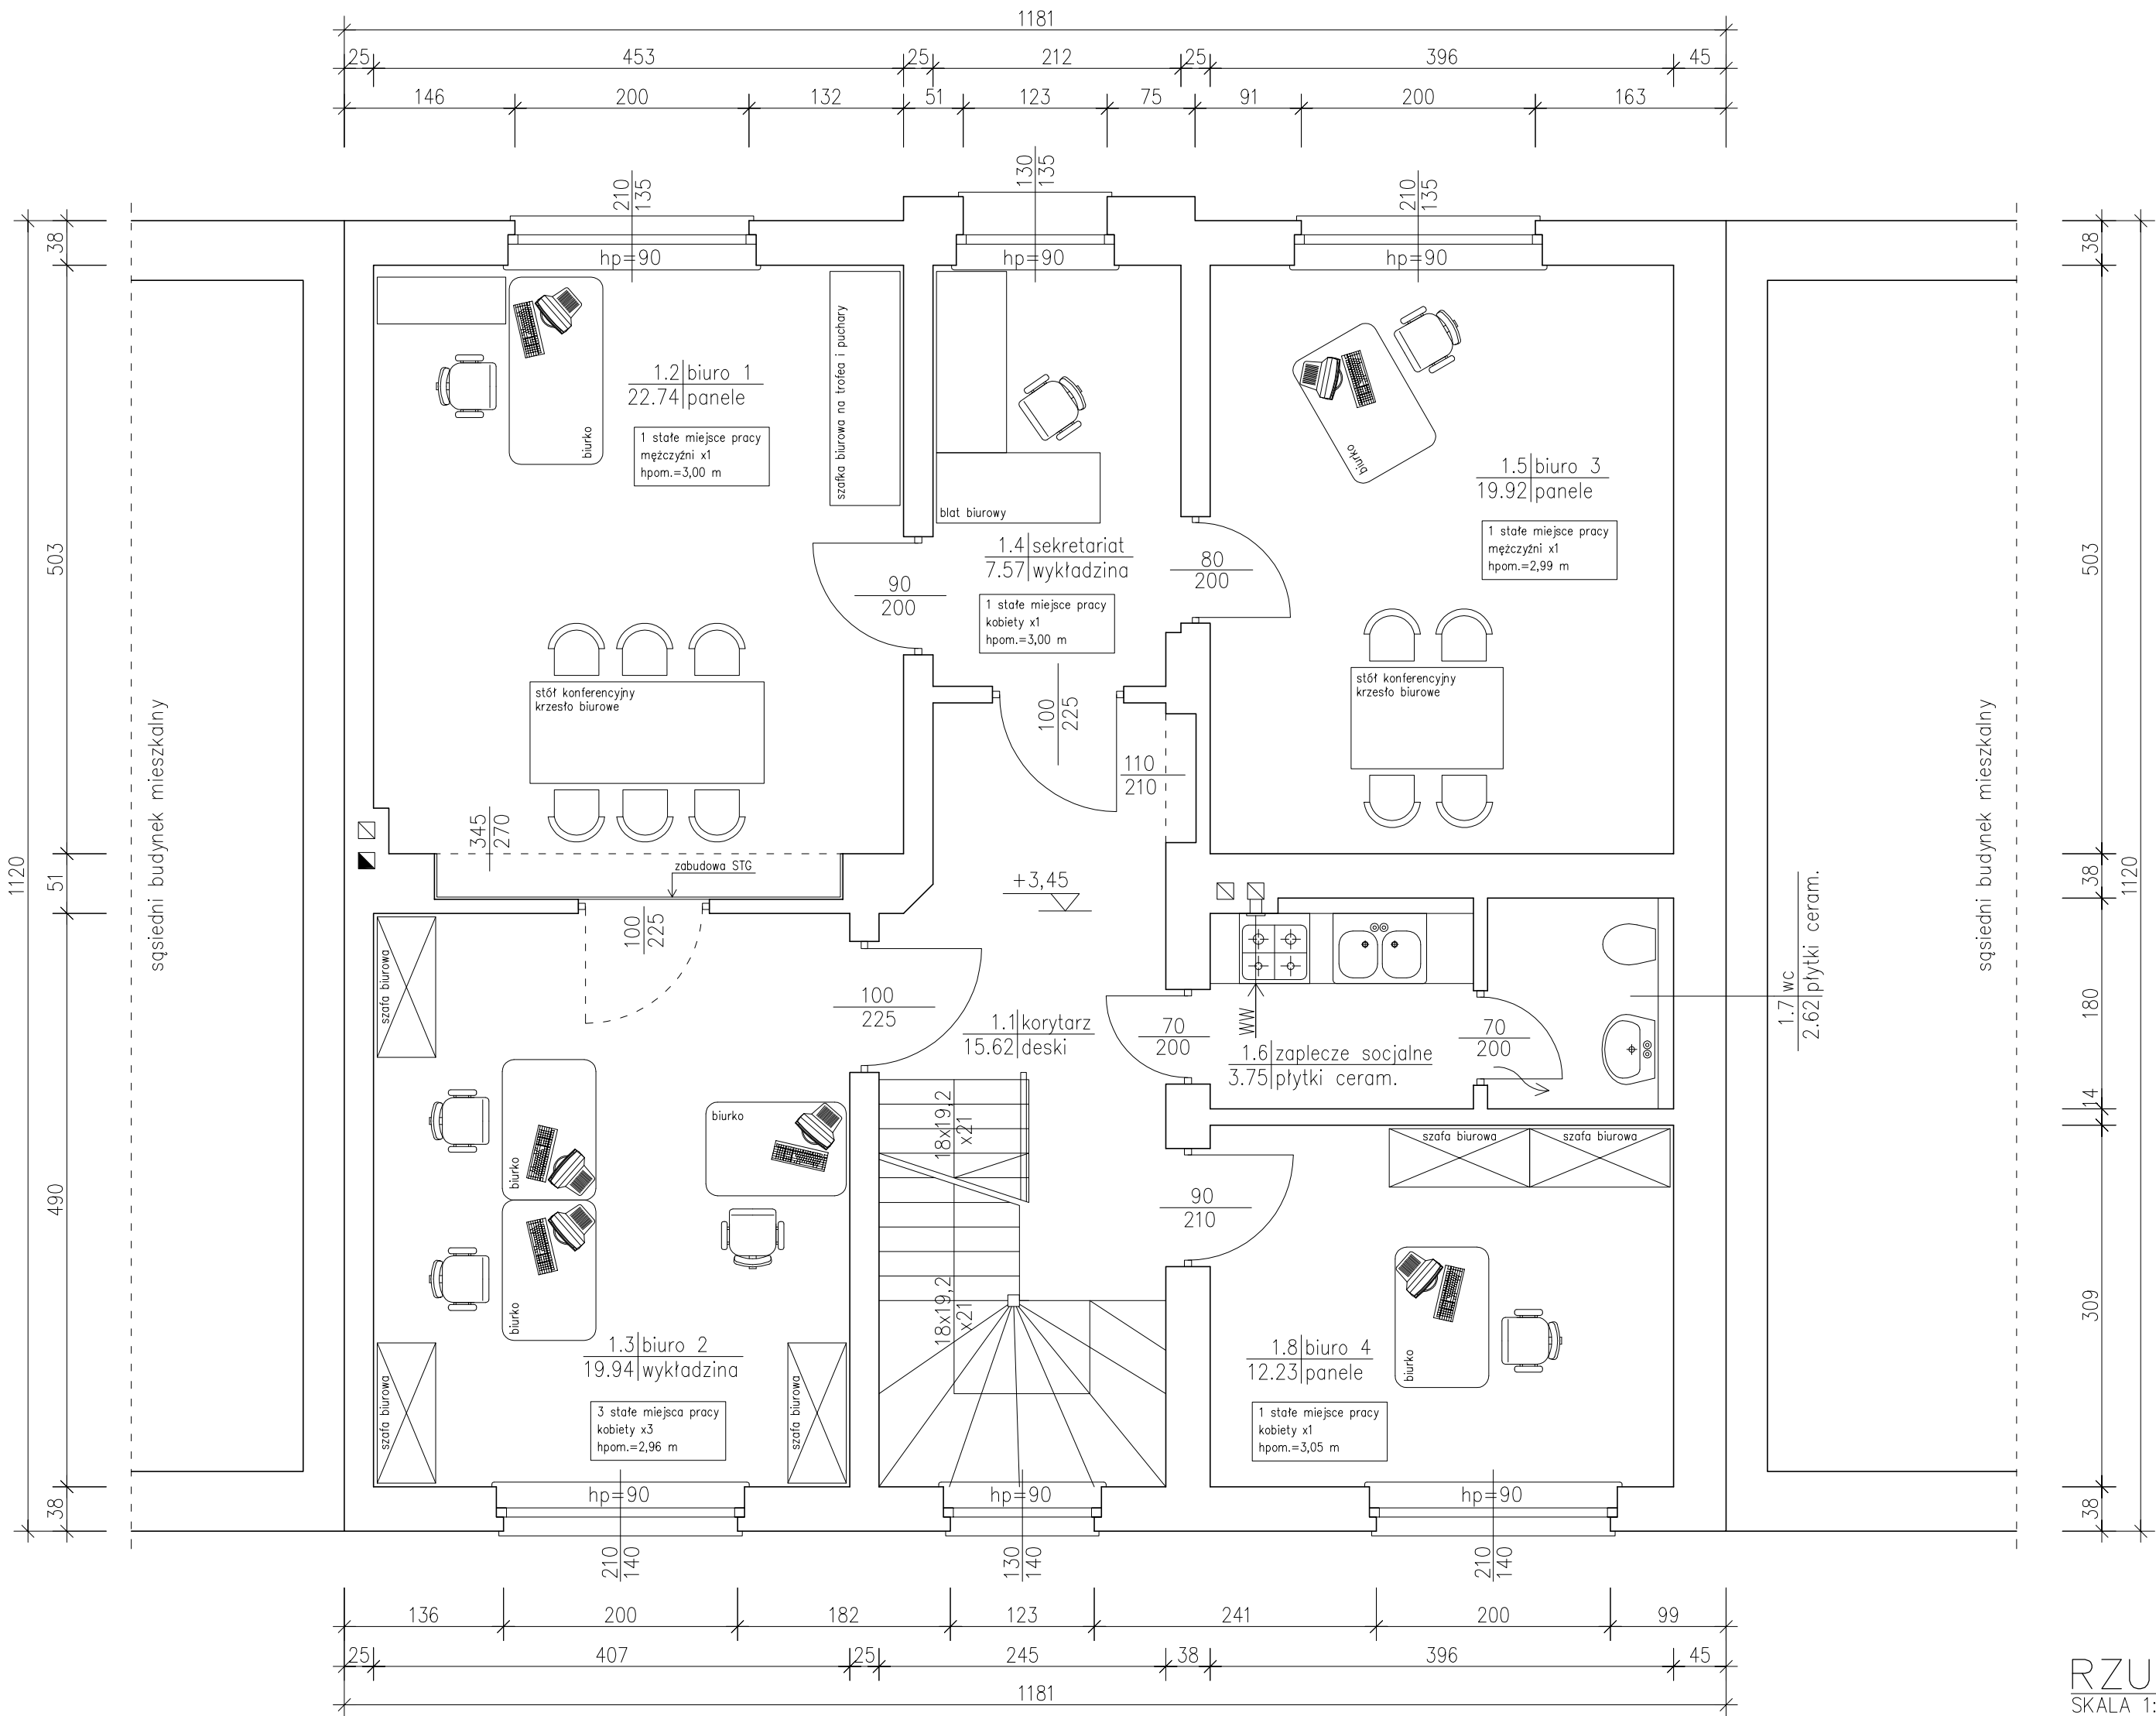 1181
25 453 25 212 25 396 45
146 200 132 51 123 75 91 200 163
210
135
130
135
210
135
hp=90
hp=90
hp=90
1120
38
503
51
490
38
sąsiedni budynek mieszkalny
biurko
1.2 biuro 1
22.74 panele
1 stałe miejsce pracy
mężczyźni x1
hpom.=3,00 m
szafka biurowa na trofea i puchary
blat biurowy
1.4 sekretariat
7.57 wykładzina
1 stałe miejsce pracy
kobiety x1
hpom.=3,00 m
90
200
80
200
biurko
1.5 biuro 3
19.92 panele
1 stałe miejsce pracy
mężczyźni x1
hpom.=2,99 m
stół konferencyjny
krzesło biurowe
stół konferencyjny
krzesło biurowe
100
225
110
210
345
270
zabudowa STG
100
225
+3,45
szafa biurowa
100
225
1.1 korytarz
15.62 deski
70
200
WW
1.6 zaplecze socjalne
3.75 płytki ceram.
70
200
1.7 wc
2.62 płytki ceram.
sąsiedni budynek mieszkalny
biurko
biurko
biurko
18x19,2
x21
18x19,2
x21
szafa biurowa
szafa biurowa
90
210
1.3 biuro 2
19.94 wykładzina
3 stałe miejsca pracy
kobiety x3
hpom.=2,96 m
szafa biurowa
szafa biurowa
1.8 biuro 4
12.23 panele
1 stałe miejsce pracy
kobiety x1
hpom.=3,05 m
biurko
38
503
38
180
14
309
38
1120
hp=90
hp=90
hp=90
210
140
130
140
210
140
136 200 182 123 241 200 99
25 407 25 245 38 396 45
1181
RZU
SKALA 1: